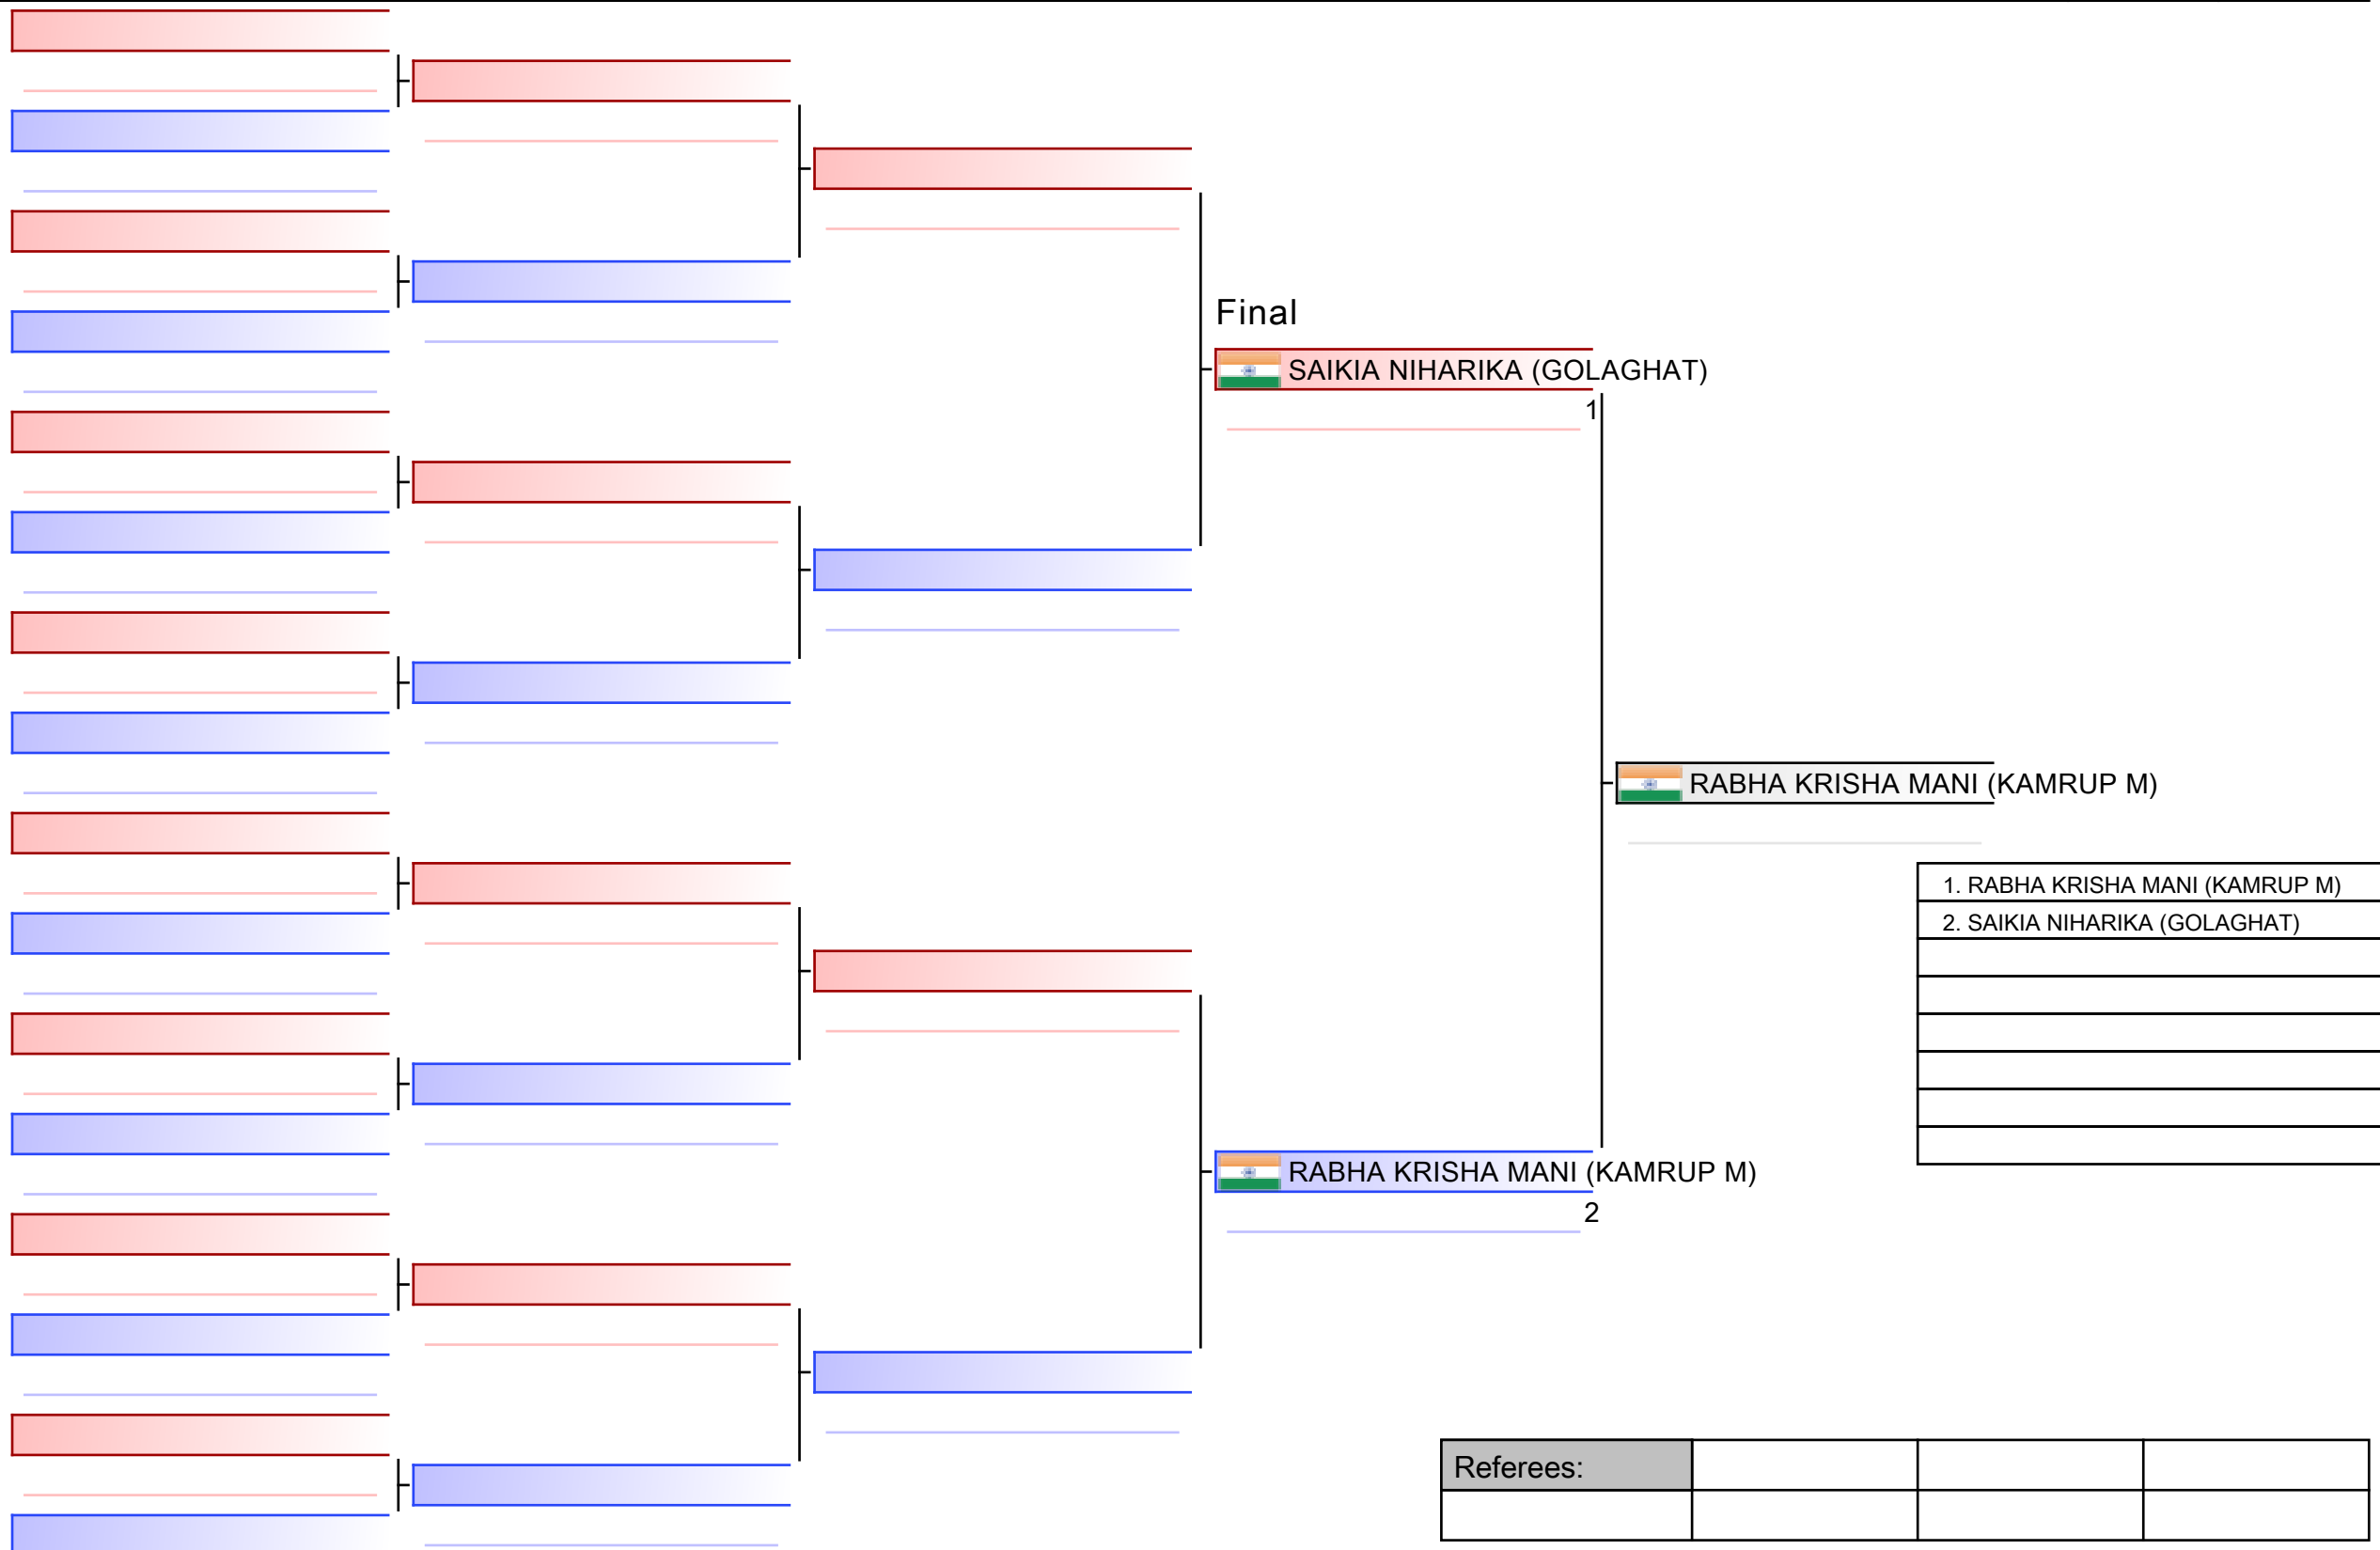 Final
SAIKIA NIHARIKA (GOLAGHAT)
1
RABHA KRISHA MANI (KAMRUP M)
1. RABHA KRISHA MANI (KAMRUP M)
2. SAIKIA NIHARIKA (GOLAGHAT)
RABHA KRISHA MANI (KAMRUP M)
2
Referees: